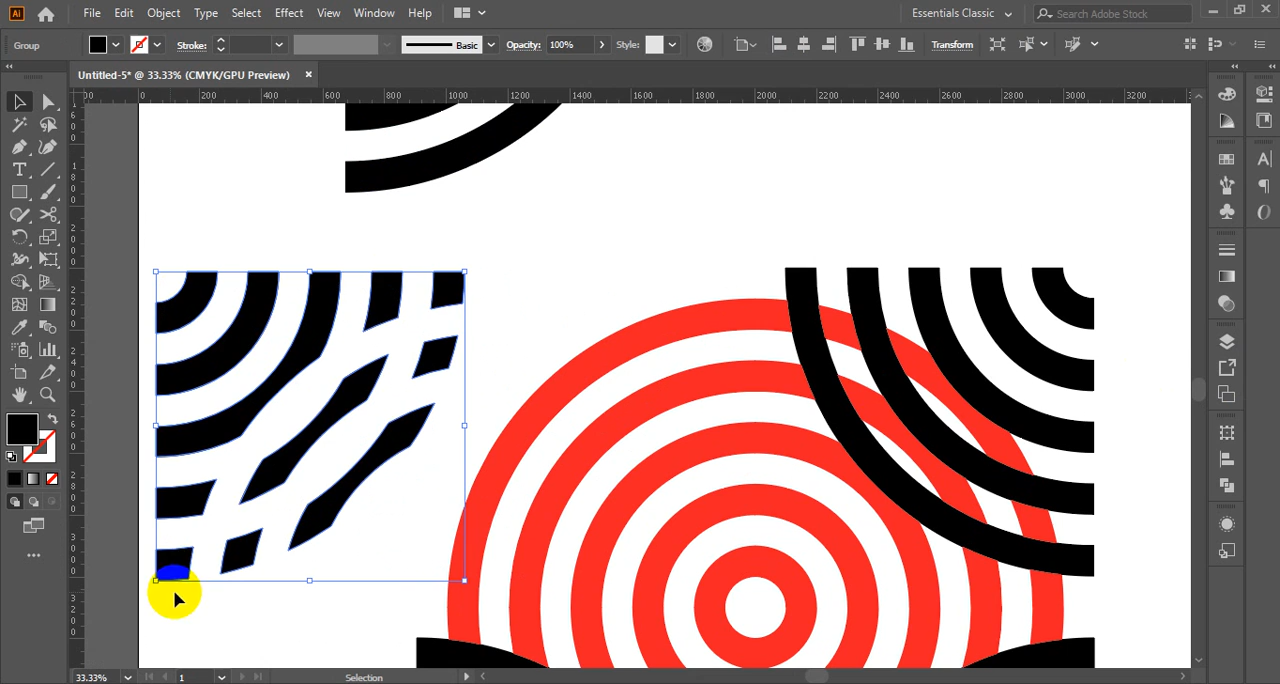 Ai File Edit Object Type Select Effect View Window Help Essentials Classic Search Adobe Stock
Group Stroke: Basic Opacity: 100% Style: Transform
Untitled-5* @ 33.33% (CMYK/GPU Preview) ×
0 200 400 600 800 1000 1200 1400 1600 1800 2000 2200 2400 2600 2800 3000 3200
33.33% 1 Selection